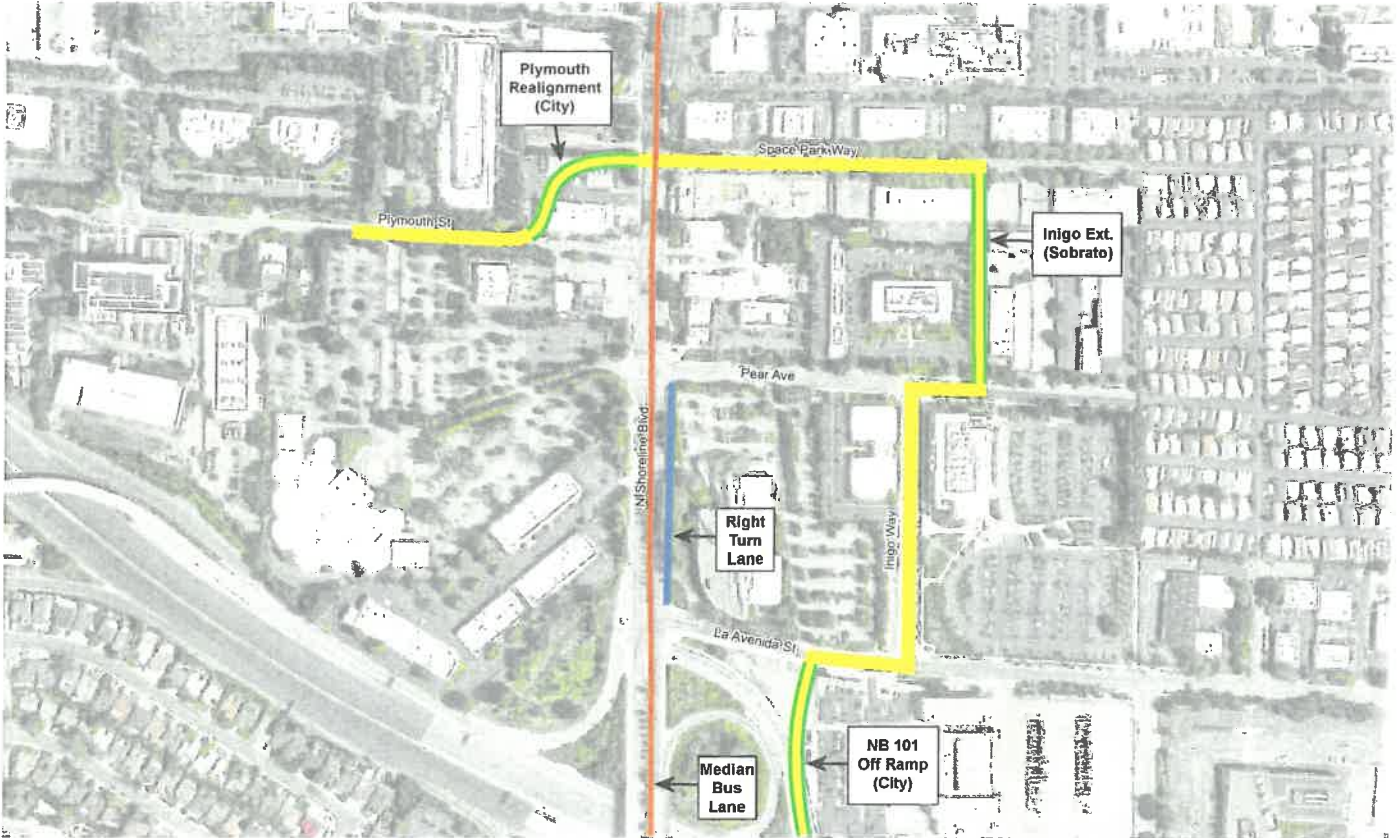 Plymouth
Realignment
(City)
Space Park Way
Plymouth St
Inigo Ext.
(Sobrato)
Pear Ave
N Shoreline Blvd.
Right
Turn
Lane
Inigo Way
La Avenida St.
Median
Bus
Lane
NB 101
Off Ramp
(City)